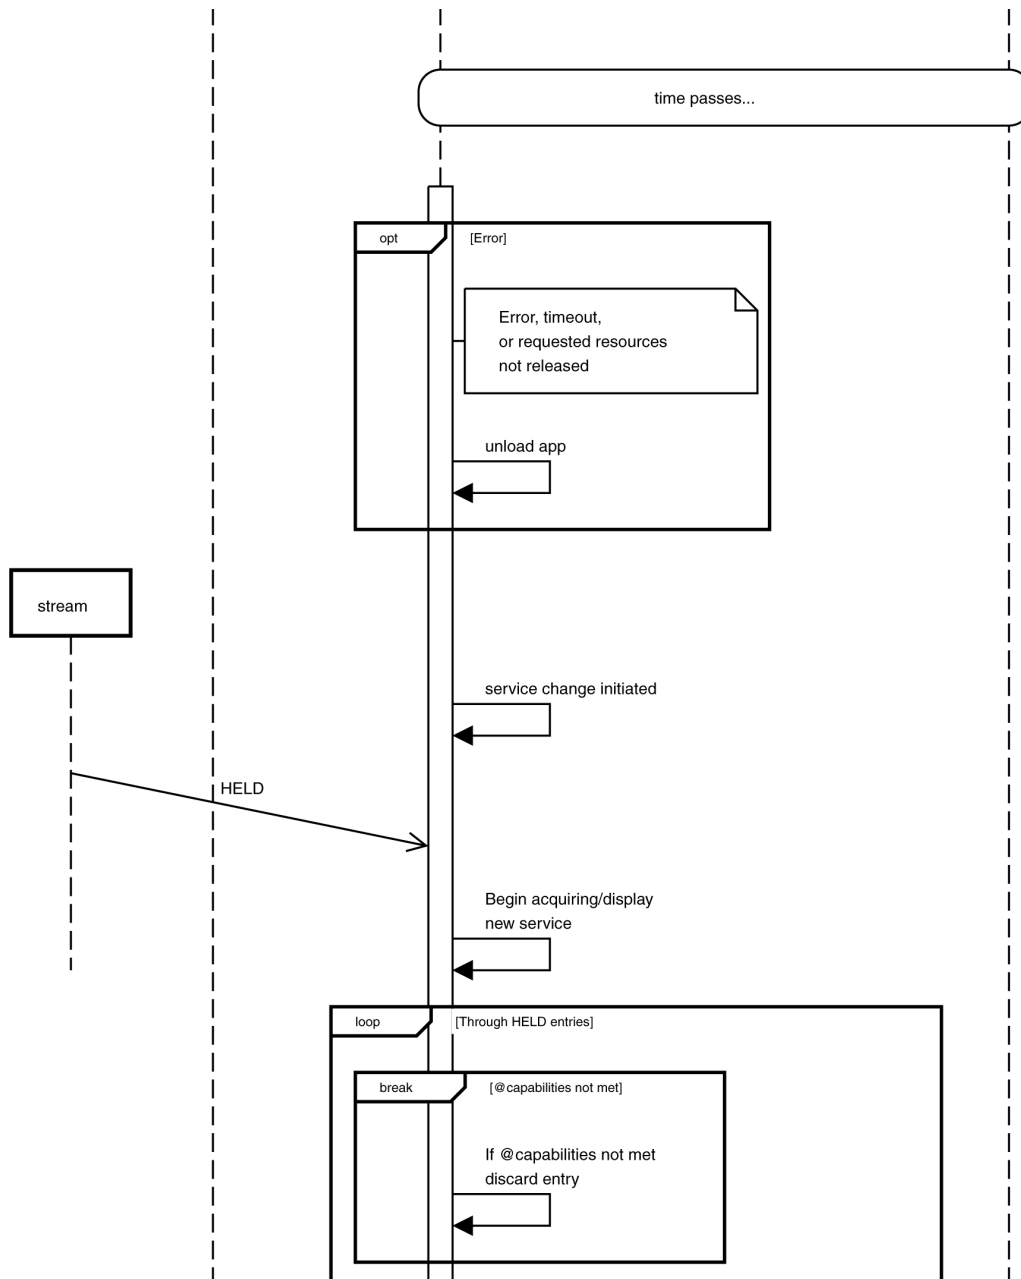 time passes...
opt
[Error]
Error, timeout,
or requested resources
not released
unload app
stream
service change initiated
HELD
Begin acquiring/display
new service
loop
[Through HELD entries]
break
[@capabilities not met]
If @capabilities not met
discard entry